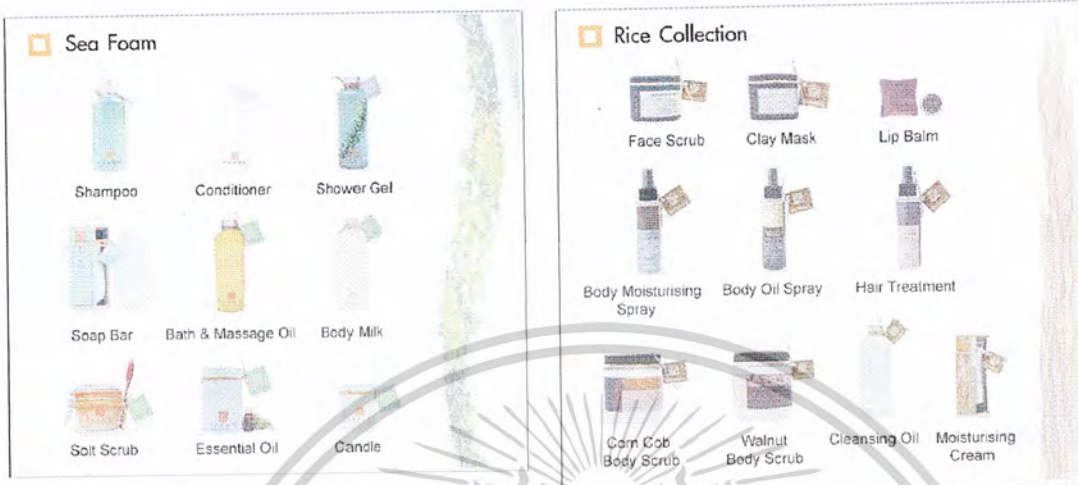 Sea Foam
Shampoo
Conditioner
Shower Gel
Soap Bar
Bath & Massage Oil
Body Milk
Salt Scrub
Essential Oil
Candle
Rice Collection
Face Scrub
Clay Mask
Lip Balm
Body Moisturising
Spray
Body Oil Spray
Hair Treatment
Corn Cob
Body Scrub
Walnut
Body Scrub
Cleansing Oil
Moisturising
Cream